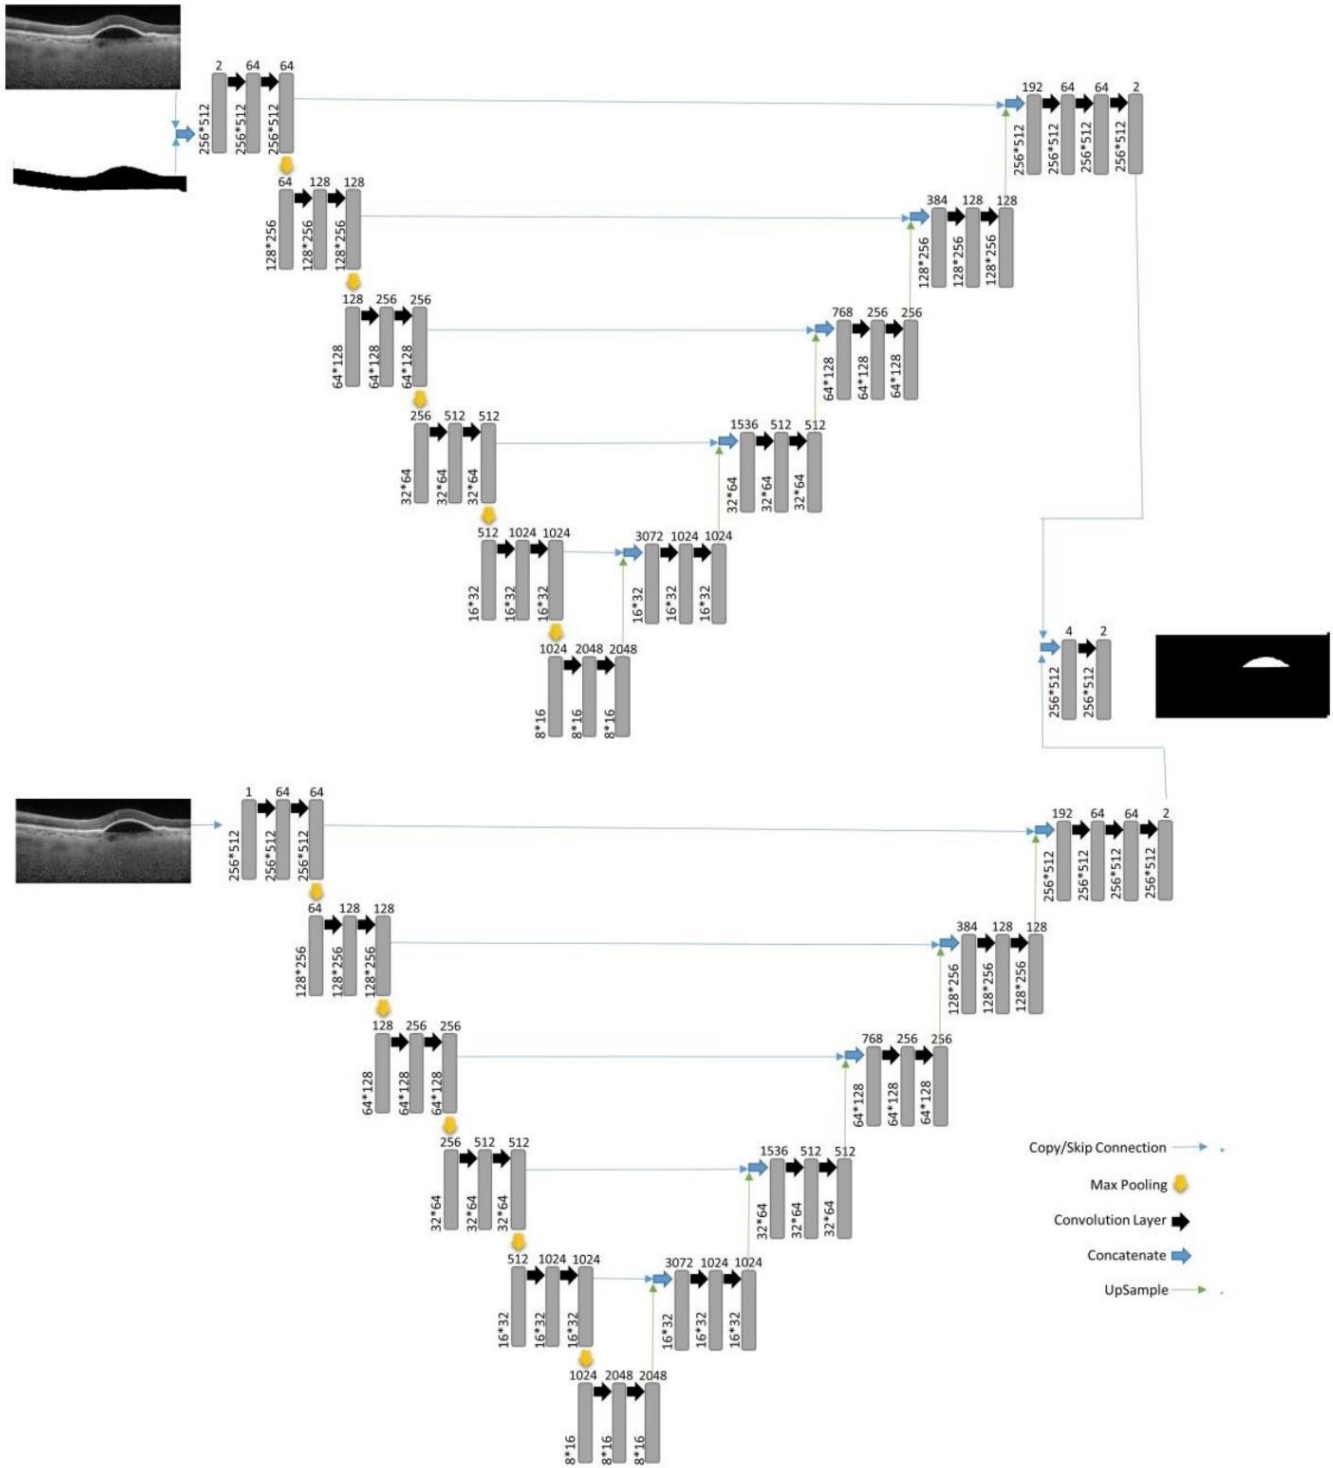 2 64 64
256*512 256*512 256*512
192 64 64 2
256*512 256*512 256*512 256*512
64 128 128
128*256 128*256 128*256
384 128 128
128*256 128*256 128*256
128 256 256
64*128 64*128 64*128
768 256 256
64*128 64*128 64*128
256 512 512
32*64 32*64 32*64
1536 512 512
32*64 32*64 32*64
512 1024 1024
16*32 16*32 16*32
3072 1024 1024
16*32 16*32 16*32
1024 2048 2048
8*16 8*16 8*16
4 2
256*512 256*512
1 64 64
256*512 256*512 256*512
192 64 64 2
256*512 256*512 256*512 256*512
64 128 128
128*256 128*256 128*256
384 128 128
128*256 128*256 128*256
128 256 256
64*128 64*128 64*128
768 256 256
64*128 64*128 64*128
256 512 512
32*64 32*64 32*64
1536 512 512
32*64 32*64 32*64
512 1024 1024
16*32 16*32 16*32
3072 1024 1024
16*32 16*32 16*32
1024 2048 2048
8*16 8*16 8*16
Copy/Skip Connection
Max Pooling
Convolution Layer
Concatenate
UpSample